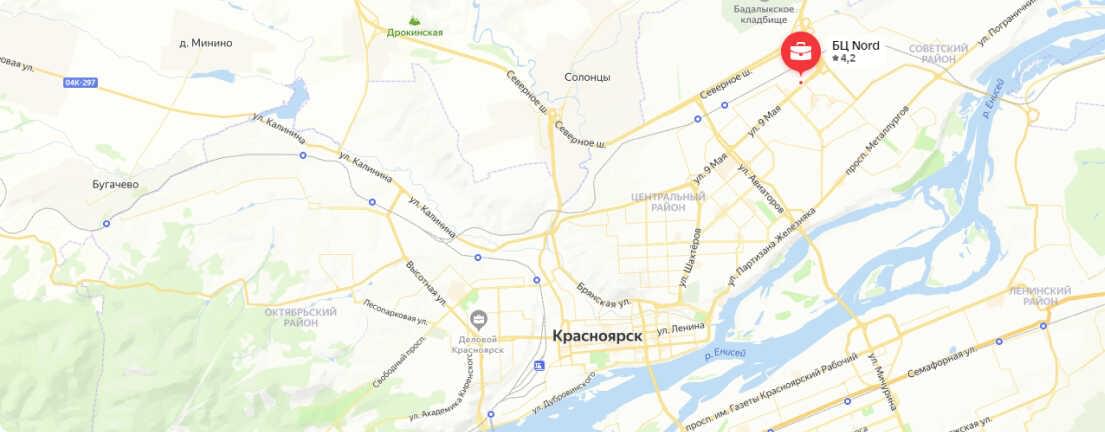 Бадалыкское
кладбище
Дрокинская
ул. Пограничник
д. Минино
БЦ Nord
4,2
СОВЕТСКИЙ
РАЙОН
овая ул.
04К-297
Северное ш.
Солонцы
Северное ш.
р. Енисей
ул. Калинина
Северное ш.
ул. 9 Мая
просп. Металлургов
ул. Калинина
ул. 9 Мая
ул. Авиаторов
Бугачево
ул. Калинина
ЦЕНТРАЛЬНЫЙ
РАЙОН
ул. Партизана Железняка
ул. Шахтёров
Высотная ул.
Брянская ул.
ЛЕНИНСКИЙ
РАЙОН
ОКТЯБРЬСКИЙ
РАЙОН
Лесопарковая ул.
Деловой
Красноярск
Красноярск
ул. Ленина
Свободный просп.
р. Енисей
Семафорная ул.
ул. Мичурина
ул. Академика Киренского
ул. Дубровинского
просп. им. Газеты Красноярский Рабочий
жская ул.